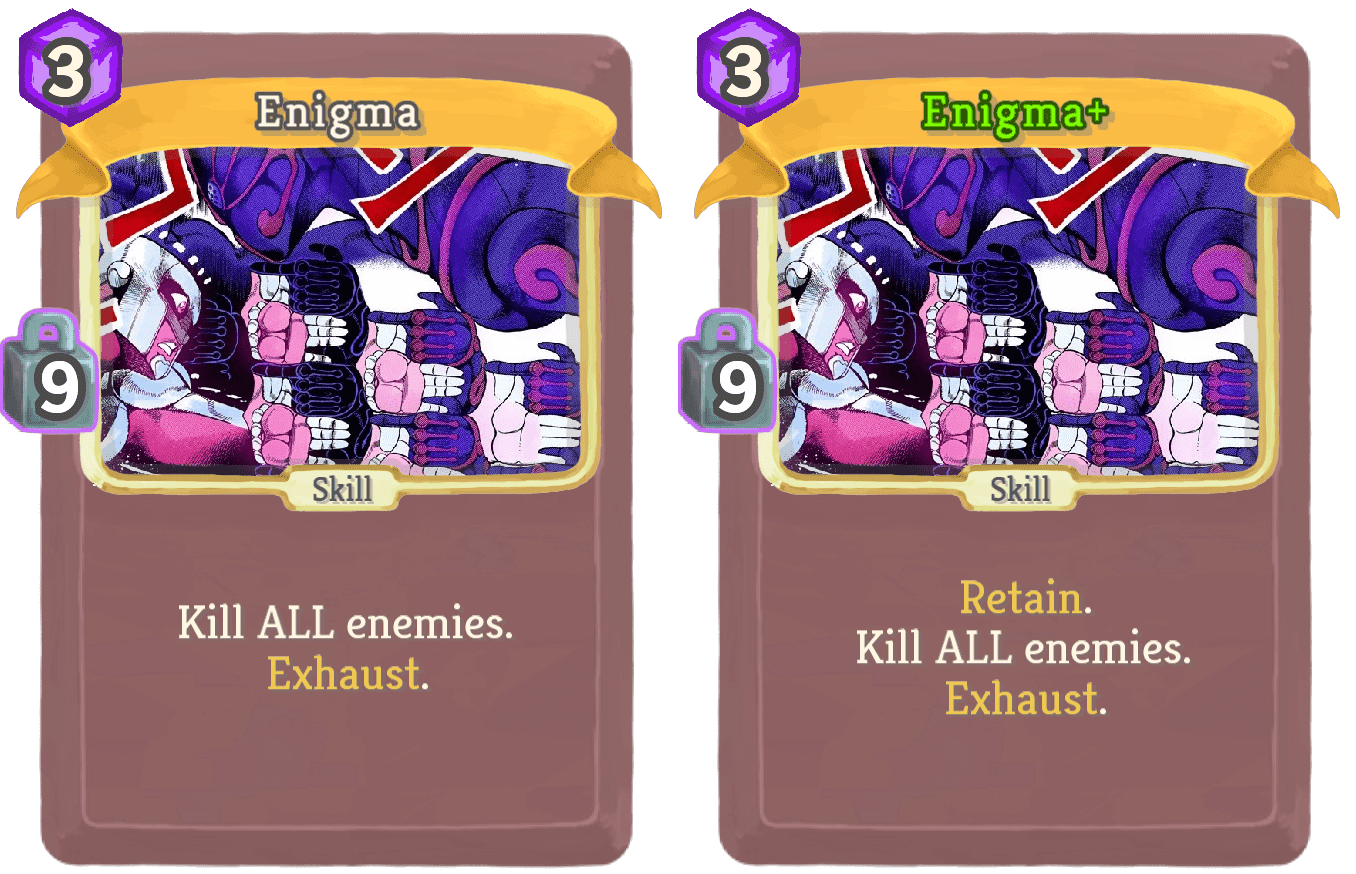 3
Enigma
9
Skill
Kill ALL enemies.
Exhaust.
3
Enigma+
9
Skill
Retain.
Kill ALL enemies.
Exhaust.